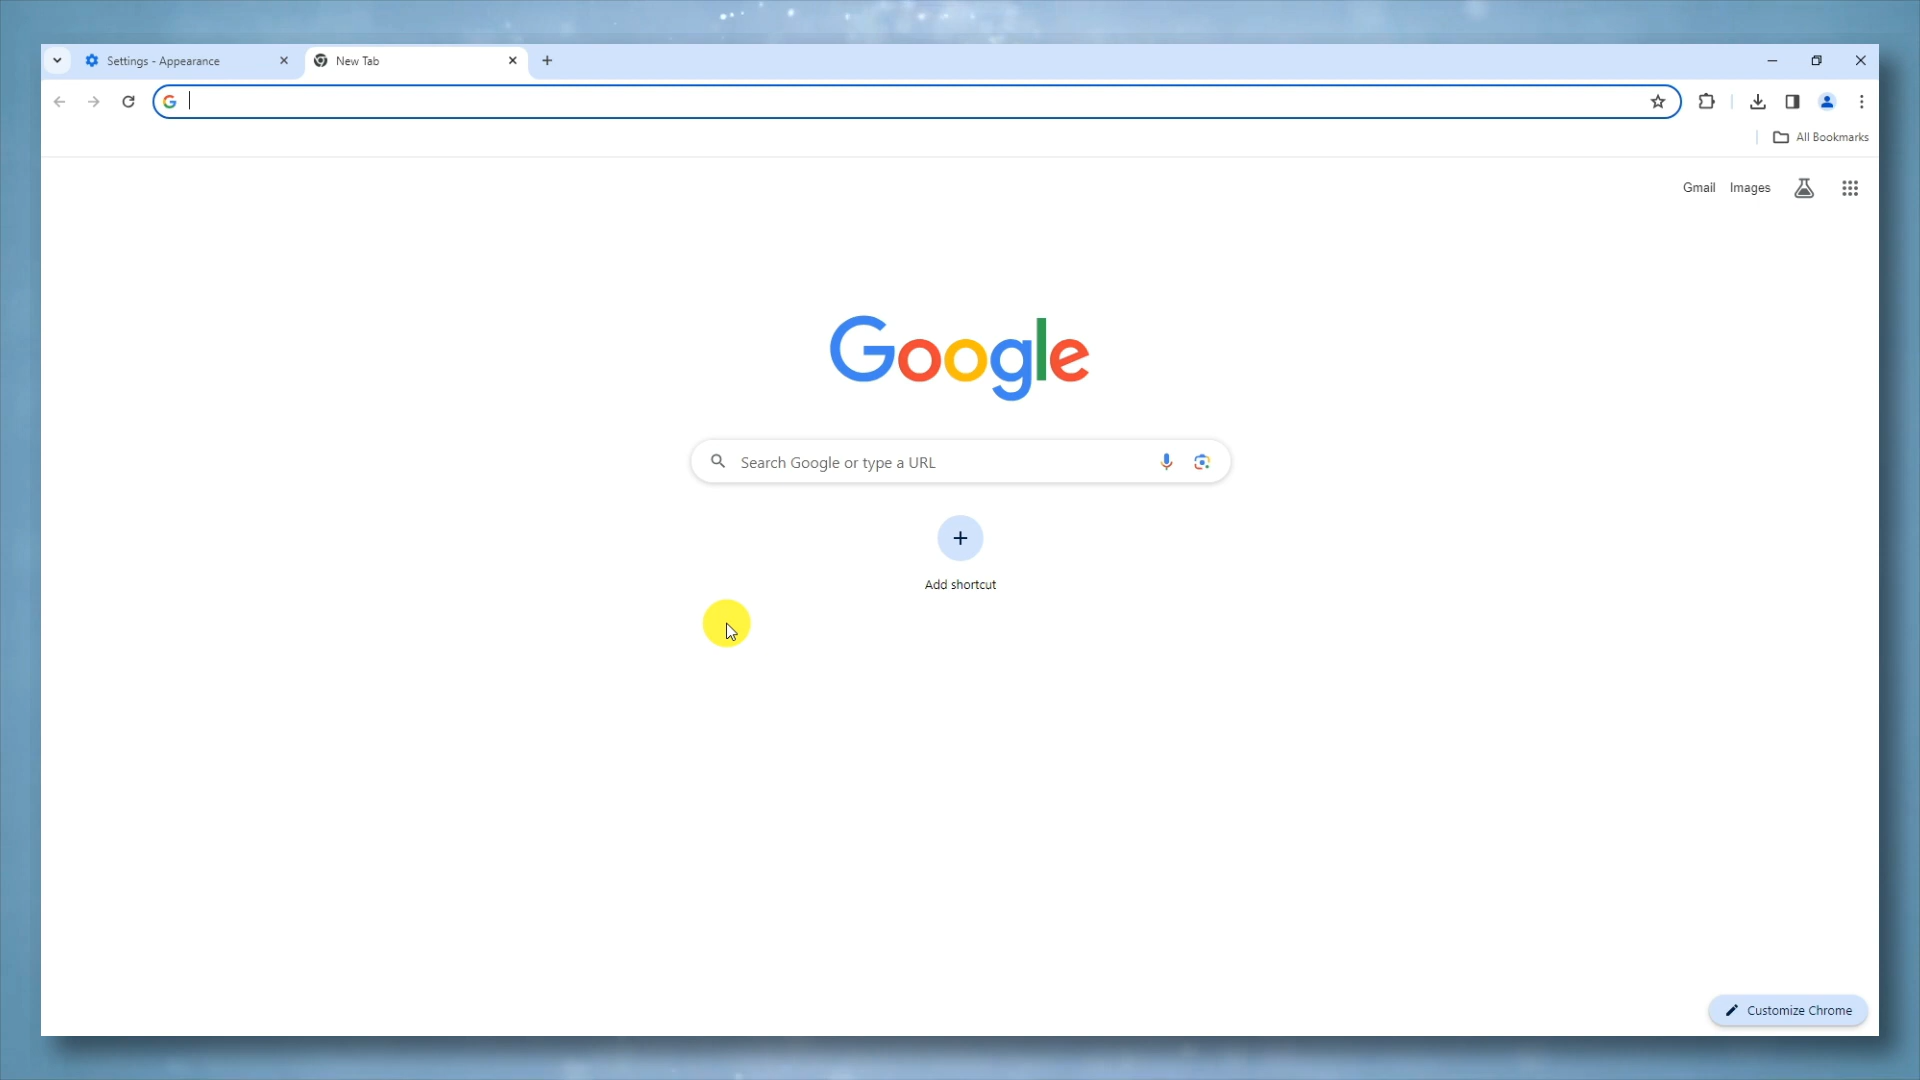 Settings - Appearance
New Tab
All Bookmarks
Gmail Images
Google
Search Google or type a URL
Add shortcut
Customize Chrome